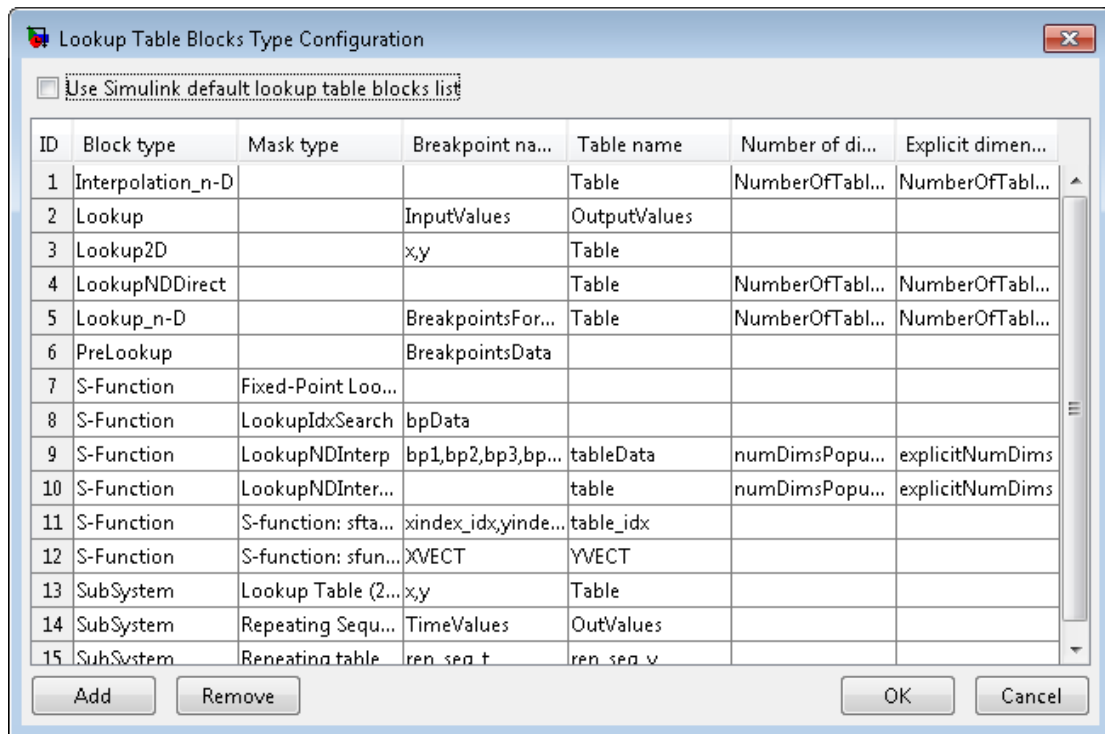 Lookup Table Blocks Type Configuration
Use Simulink default lookup table blocks list
ID Block type Mask type Breakpoint na... Table name Number of di... Explicit dimen...
1 Interpolation_n-D Table NumberOfTabl... NumberOfTabl...
2 Lookup InputValues OutputValues
3 Lookup2D x,y Table
4 LookupNDDirect Table NumberOfTabl... NumberOfTabl...
5 Lookup_n-D BreakpointsFor... Table NumberOfTabl... NumberOfTabl...
6 PreLookup BreakpointsData
7 S-Function Fixed-Point Loo...
8 S-Function LookupIdxSearch bpData
9 S-Function LookupNDInterp bp1,bp2,bp3,bp... tableData numDimsPopu... explicitNumDims
10 S-Function LookupNDInter... table numDimsPopu... explicitNumDims
11 S-Function S-function: sfta... xindex_idx,yinde... table_idx
12 S-Function S-function: sfun... XVECT YVECT
13 SubSystem Lookup Table (2... x,y Table
14 SubSystem Repeating Sequ... TimeValues OutValues
15 SubSystem Repeating table rep_seq_t rep_seq_y
Add Remove OK Cancel